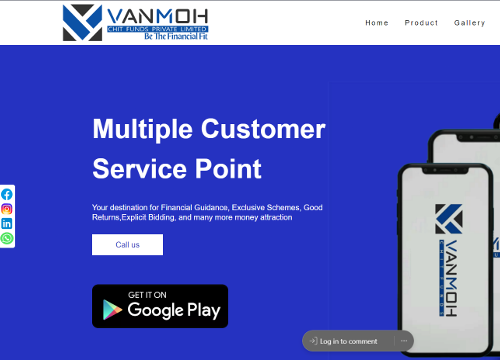 VANMOH
CHIT FUNDS PRIVATE LIMITED
Be The Financial Fit
Home Product Gallery
Multiple Customer
Service Point
Your destination for Financial Guidance, Exclusive Schemes, Good
Returns,Explicit Bidding, and many more money attraction
Call us
GET IT ON
Google Play
VANMOH
CHIT FUNDS
Log in to comment